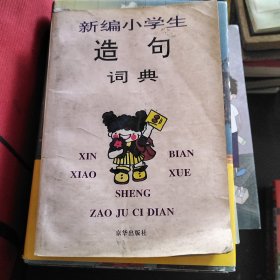 新编小学生
造句
词典
XIN BIAN
XIAO XUE
SHENG
ZAO JU CI DIAN
京华出版社